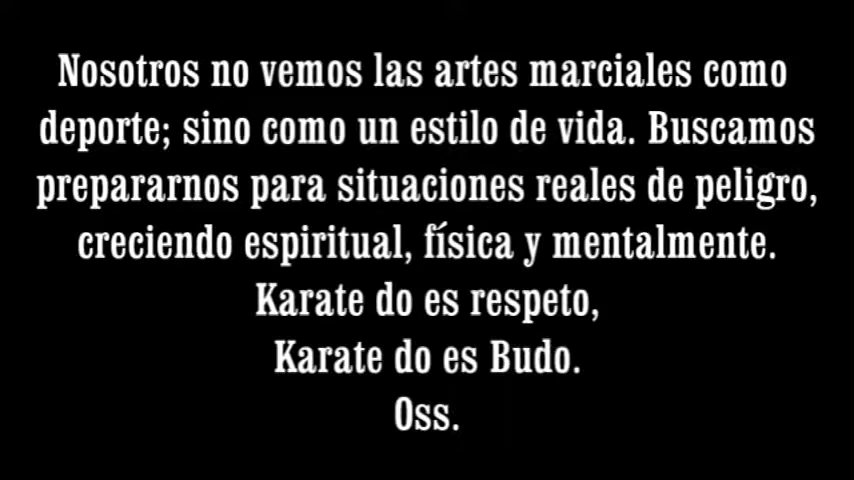 Nosotros no vemos las artes marciales como
deporte; sino como un estilo de vida. Buscamos
prepararnos para situaciones reales de peligro,
creciendo espiritual, física y mentalmente.
Karate do es respeto,
Karate do es Budo.
Oss.